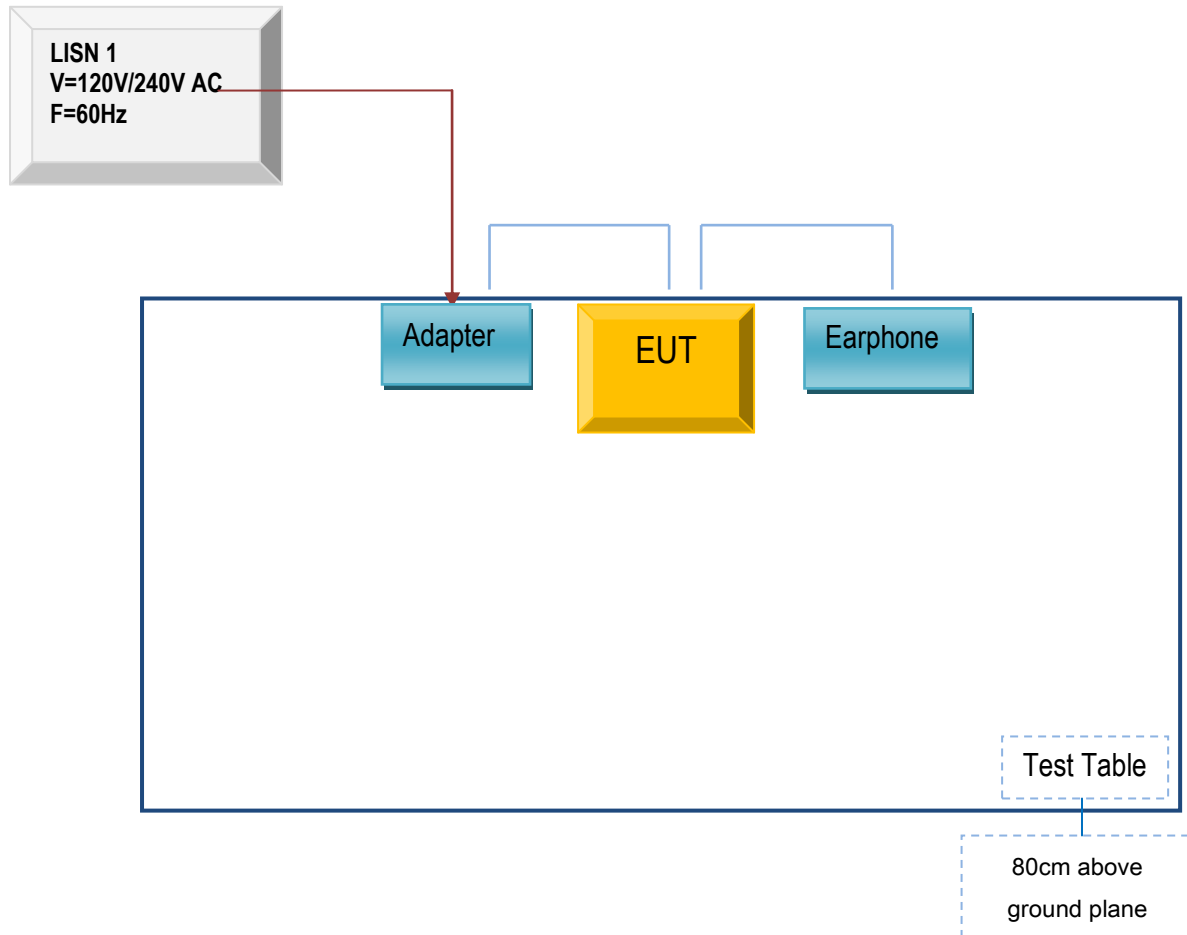 LISN 1
V=120V/240V AC
F=60Hz
Adapter
EUT
Earphone
Test Table
80cm above
ground plane